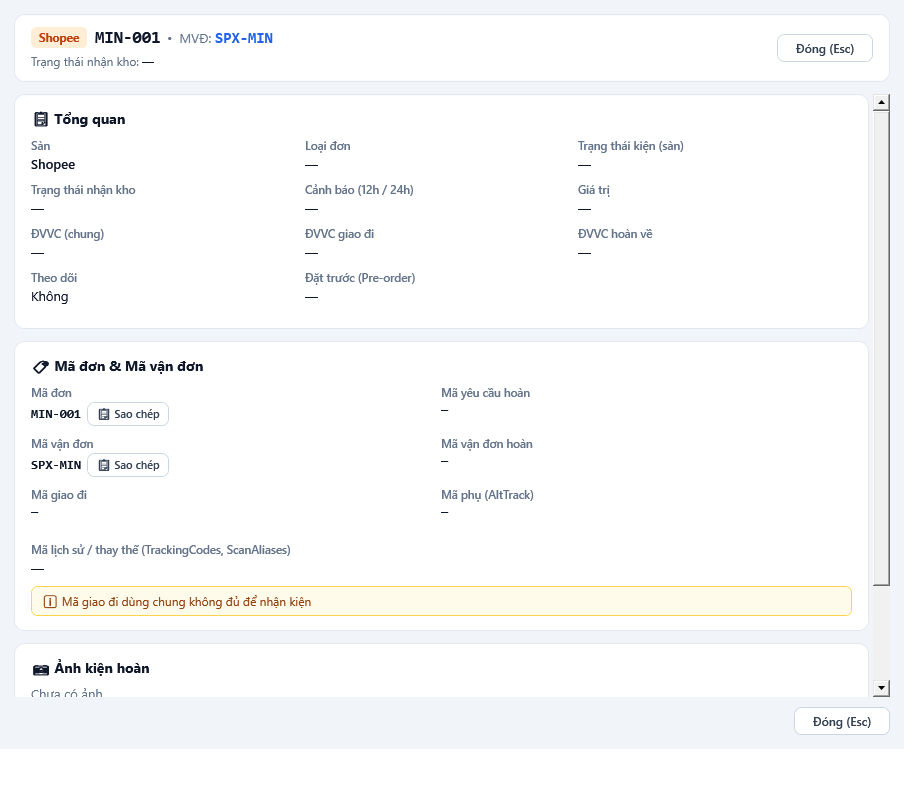 Shopee MIN-001 • MVĐ: SPX-MIN
Trạng thái nhận kho: —
Đóng (Esc)
Tổng quan
Sàn
Shopee
Loại đơn
—
Trạng thái kiện (sàn)
—
Trạng thái nhận kho
—
Cảnh báo (12h / 24h)
—
Giá trị
—
ĐVVC (chung)
—
ĐVVC giao đi
—
ĐVVC hoàn về
—
Theo dõi
Không
Đặt trước (Pre-order)
—
Mã đơn & Mã vận đơn
Mã đơn
MIN-001 Sao chép
Mã yêu cầu hoàn
—
Mã vận đơn
SPX-MIN Sao chép
Mã vận đơn hoàn
—
Mã giao đi
—
Mã phụ (AltTrack)
—
Mã lịch sử / thay thế (TrackingCodes, ScanAliases)
—
Mã giao đi dùng chung không đủ để nhận kiện
Ảnh kiện hoàn
Chưa có ảnh
Đóng (Esc)